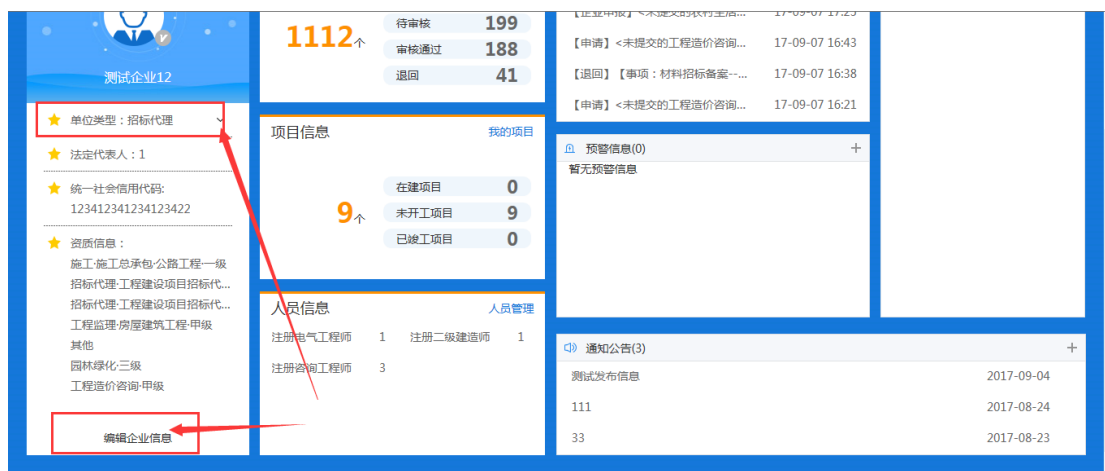 测试企业12
单位类型：招标代理
法定代表人：1
统一社会信用代码:
123412341234123422
资质信息：
施工·施工总承包·公路工程·一级
招标代理·工程建设项目招标代...
招标代理·工程建设项目招标代...
工程监理·房屋建筑工程·甲级
其他
园林绿化·三级
工程造价咨询·甲级
编辑企业信息
1112个
待审核 199
审核通过 188
退回 41
项目信息 我的项目
9个
在建项目 0
未开工项目 9
已竣工项目 0
人员信息 人员管理
注册电气工程师 1 注册二级建造师 1
注册咨询工程师 3
【企业申报】<未提交的农村生活... 17-09-07 17:25
【申请】<未提交的工程造价咨询... 17-09-07 16:43
【退回】【事项：材料招标备案--... 17-09-07 16:38
【申请】<未提交的工程造价咨询... 17-09-07 16:21
预警信息(0) +
暂无预警信息
通知公告(3) +
测试发布信息 2017-09-04
111 2017-08-24
33 2017-08-23